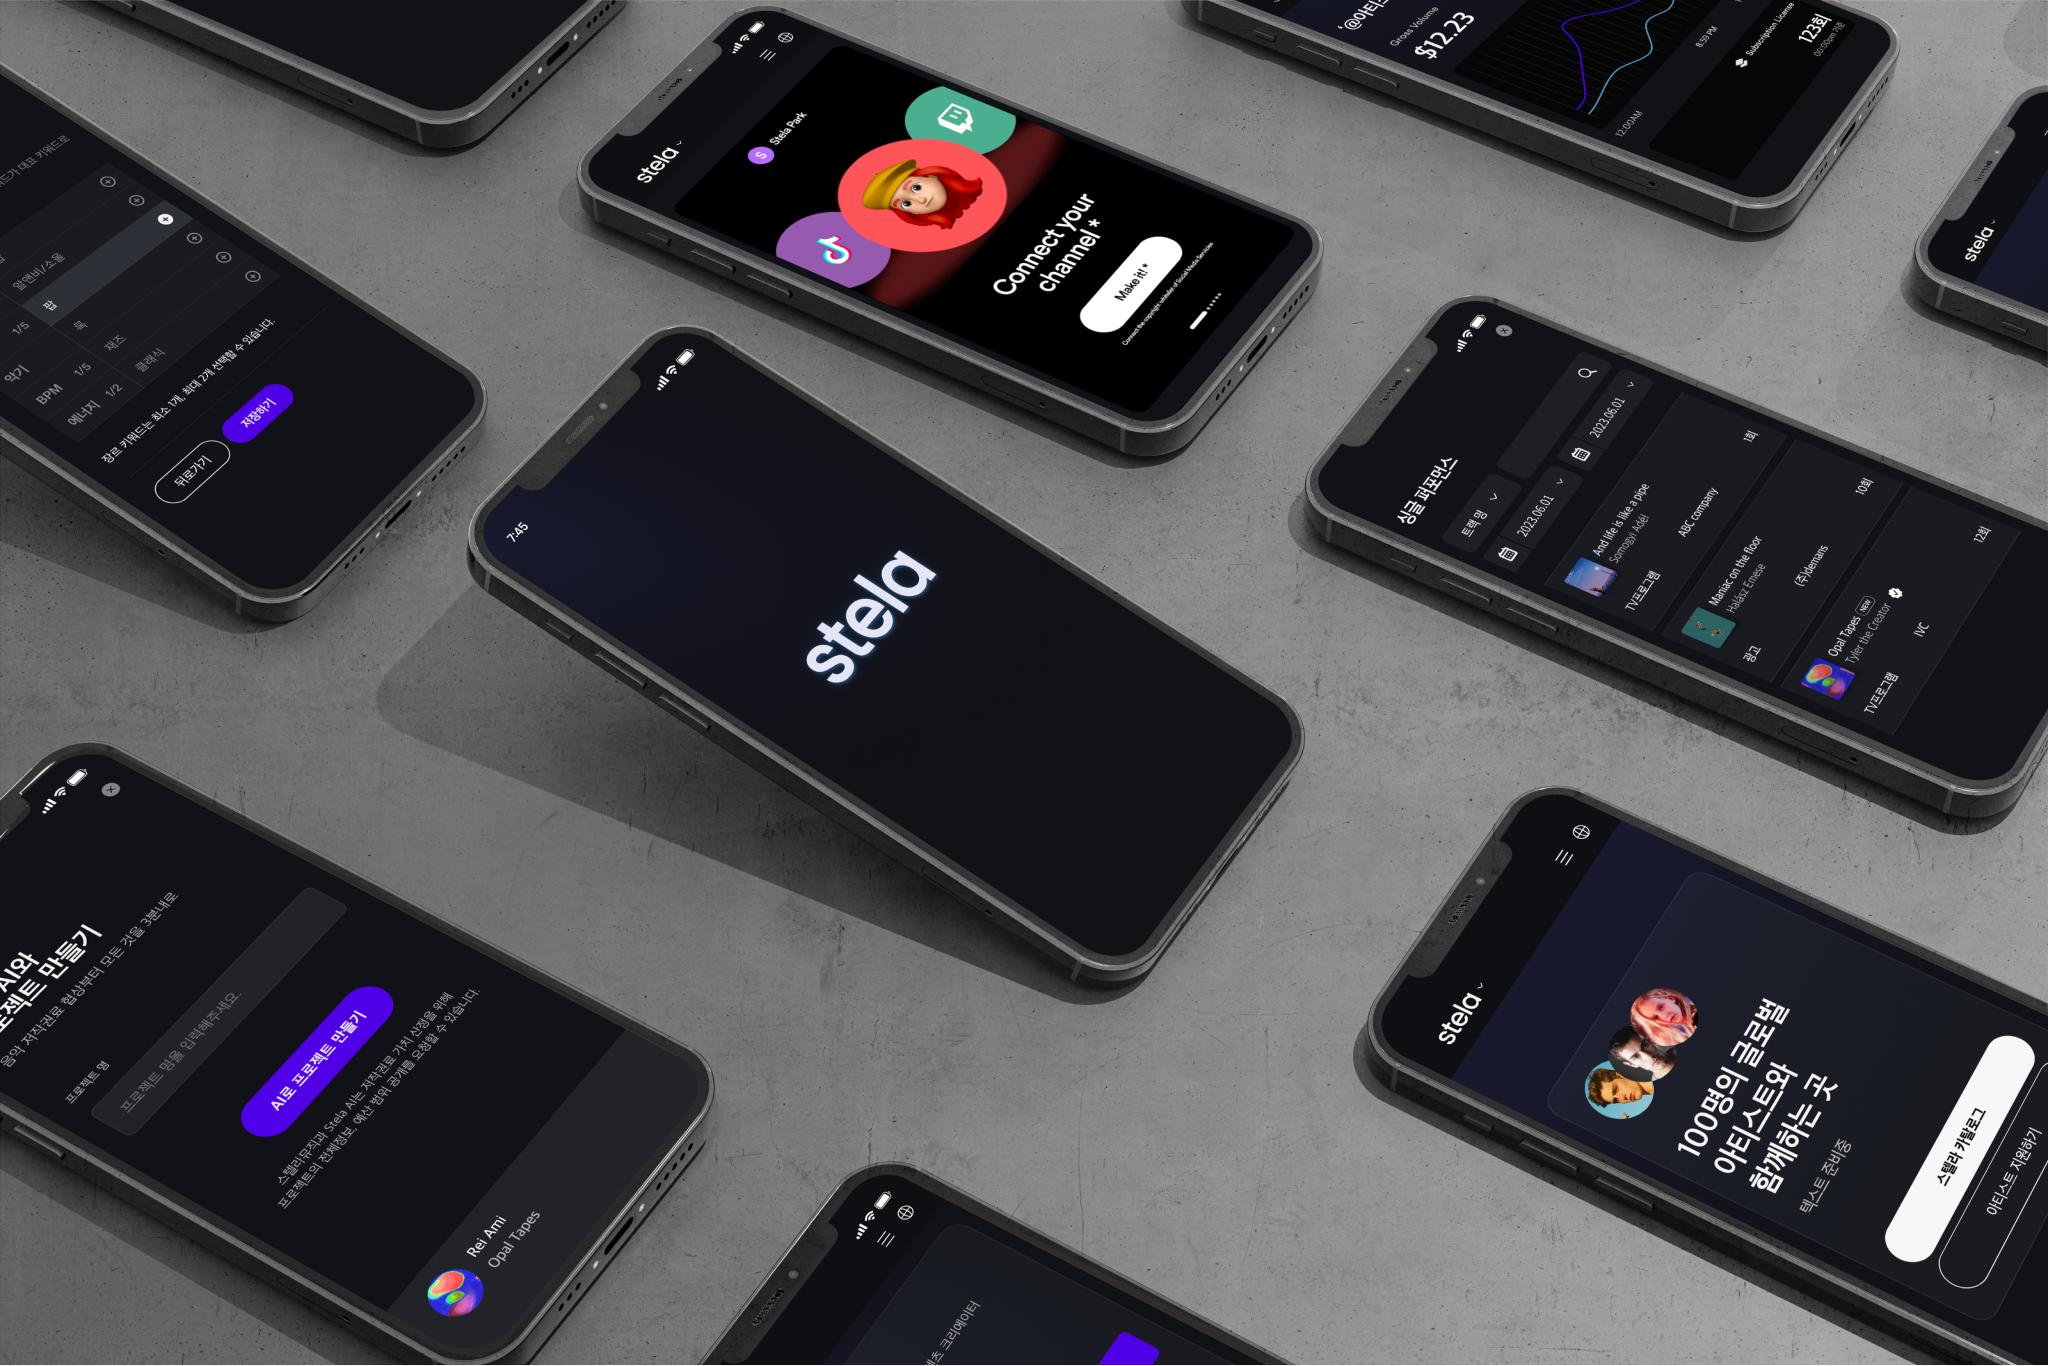 드가 대표 키워드로
알앤비/소울
팝
1/5
록
악기
1/5
재즈
BPM
1/2
클래식
에너지
장르 키워드는 최소 1개, 최대 2개 선택할 수 있습니다.
저장하기
뒤로가기
stela
S Stela Park
Connect your
channel *
Make it! *
Connect the copyright whitelist of Social Media Services
Gross Volume
$12.23
8:59 PM
12:00AM
Subscription License
123회
00:00pm 기준
stela
7:45
stela
싱글 퍼포먼스
트랙 명
2023.06.01
2023.06.01
And life is like a pipe
Somogyi Adél
1회
TV프로그램
ABC company
Maniac on the floor
Halász Emese
10회
광고
(주)demans
Opal Tapes NEW
Tyler the Creator
12회
TV프로그램
IVC
AI와
프로젝트 만들기
음악 저작권료 협상부터 모든 것을 3분내로
프로젝트 명
프로젝트 명을 입력해주세요.
AI로 프로젝트 만들기
스텔라뮤직과 Stela AI는 저작권료 가치 산정을 위해
프로젝트의 전체정보, 예산 범위 공개를 요청할 수 있습니다.
Rei Ami
Opal Tapes
stela
100명의 글로벌
아티스트와
함께하는 곳
텍스트 준비중
스텔라 카탈로그
아티스트 지원하기
텐츠 크리에이터